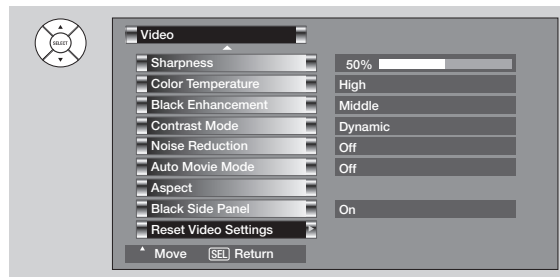 SELECT
Video
Sharpness 50%
Color Temperature High
Black Enhancement Middle
Contrast Mode Dynamic
Noise Reduction Off
Auto Movie Mode Off
Aspect
Black Side Panel On
Reset Video Settings
Move SEL Return